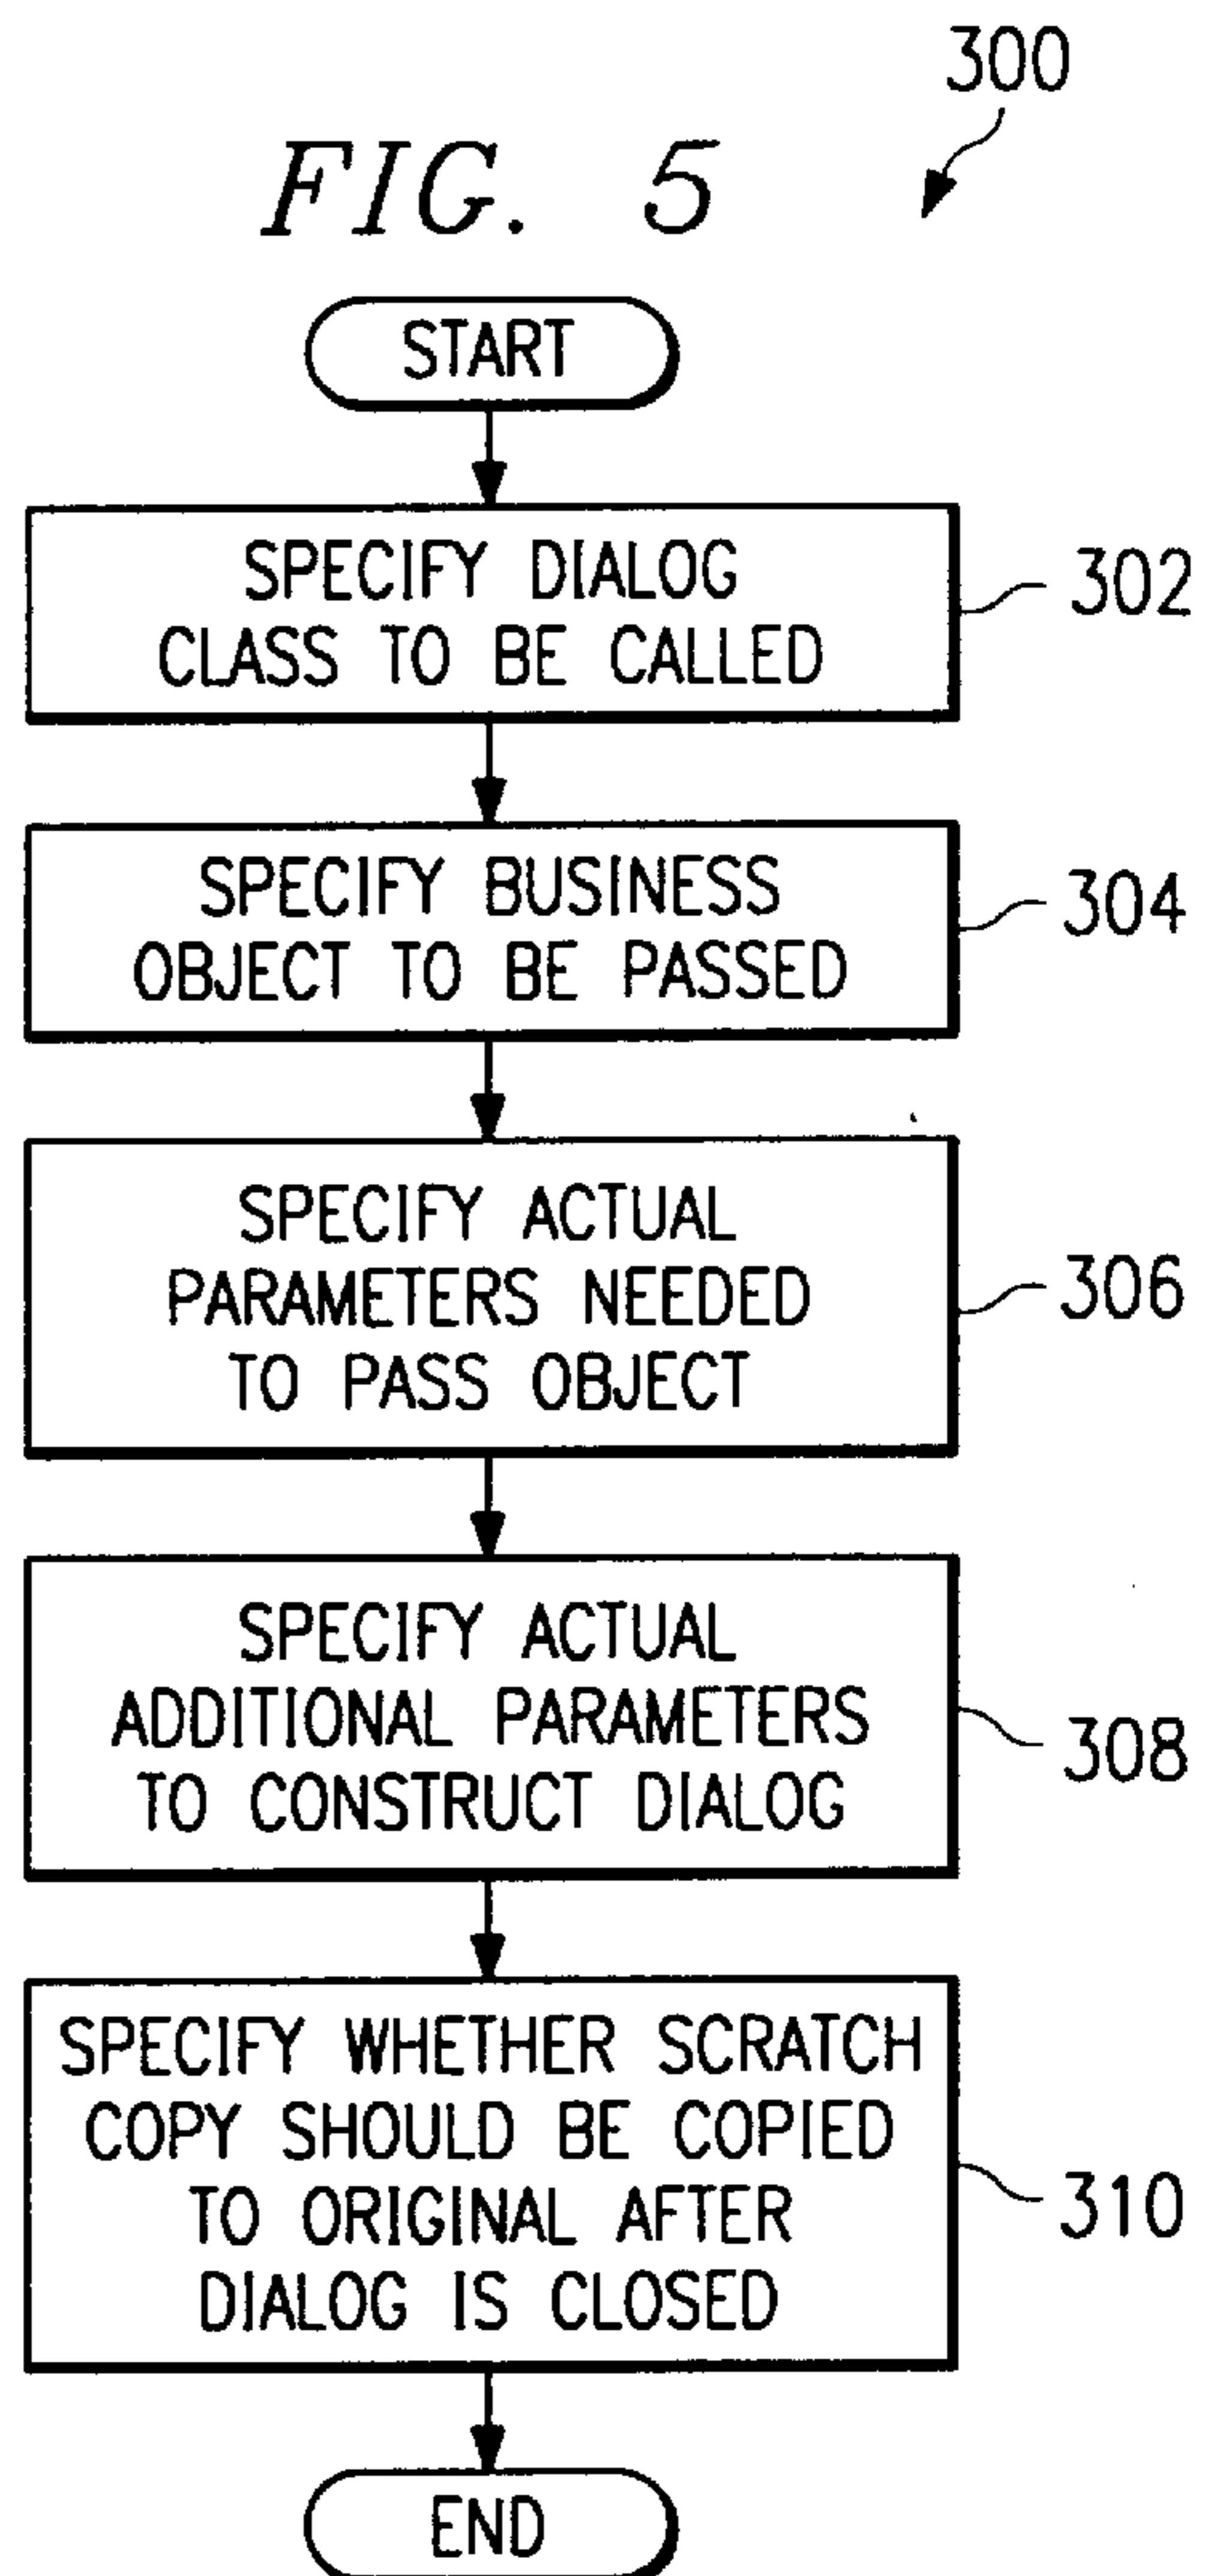 300
FIG. 5
START
SPECIFY DIALOG
CLASS TO BE CALLED
302
SPECIFY BUSINESS
OBJECT TO BE PASSED
304
SPECIFY ACTUAL
PARAMETERS NEEDED
TO PASS OBJECT
306
SPECIFY ACTUAL
ADDITIONAL PARAMETERS
TO CONSTRUCT DIALOG
308
SPECIFY WHETHER SCRATCH
COPY SHOULD BE COPIED
TO ORIGINAL AFTER
DIALOG IS CLOSED
310
END